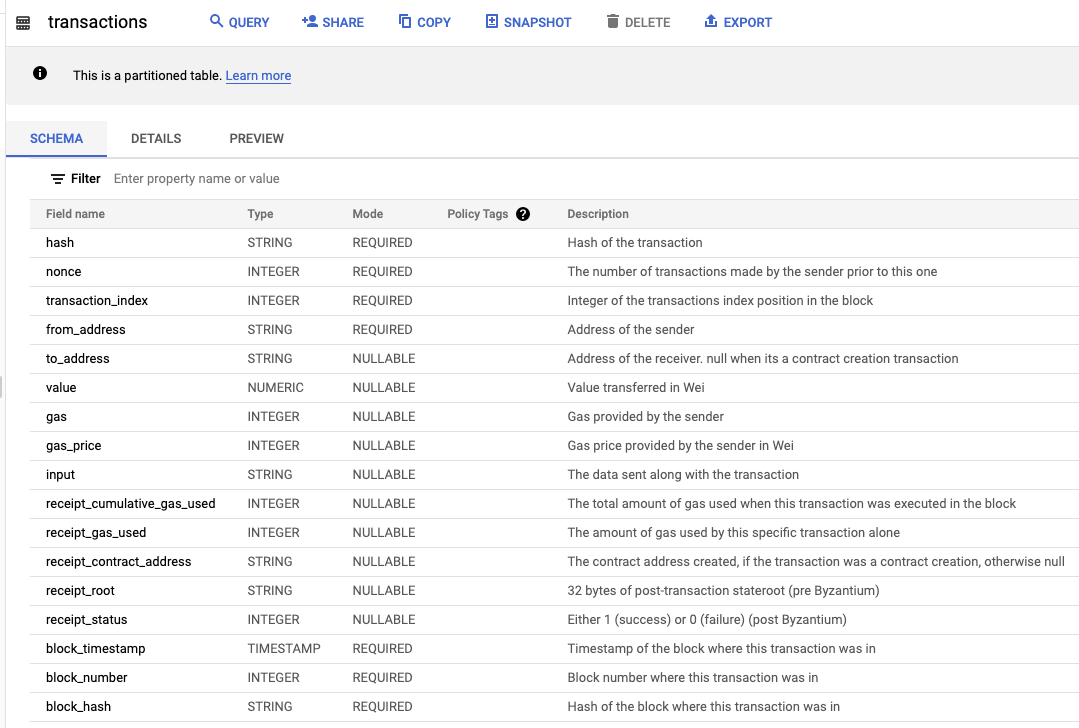 transactions QUERY SHARE COPY SNAPSHOT DELETE EXPORT
This is a partitioned table. Learn more
SCHEMA DETAILS PREVIEW
Filter Enter property name or value
Field name Type Mode Policy Tags ? Description
hash STRING REQUIRED Hash of the transaction
nonce INTEGER REQUIRED The number of transactions made by the sender prior to this one
transaction_index INTEGER REQUIRED Integer of the transactions index position in the block
from_address STRING REQUIRED Address of the sender
to_address STRING NULLABLE Address of the receiver. null when its a contract creation transaction
value NUMERIC NULLABLE Value transferred in Wei
gas INTEGER NULLABLE Gas provided by the sender
gas_price INTEGER NULLABLE Gas price provided by the sender in Wei
input STRING NULLABLE The data sent along with the transaction
receipt_cumulative_gas_used INTEGER NULLABLE The total amount of gas used when this transaction was executed in the block
receipt_gas_used INTEGER NULLABLE The amount of gas used by this specific transaction alone
receipt_contract_address STRING NULLABLE The contract address created, if the transaction was a contract creation, otherwise null
receipt_root STRING NULLABLE 32 bytes of post-transaction stateroot (pre Byzantium)
receipt_status INTEGER NULLABLE Either 1 (success) or 0 (failure) (post Byzantium)
block_timestamp TIMESTAMP REQUIRED Timestamp of the block where this transaction was in
block_number INTEGER REQUIRED Block number where this transaction was in
block_hash STRING REQUIRED Hash of the block where this transaction was in